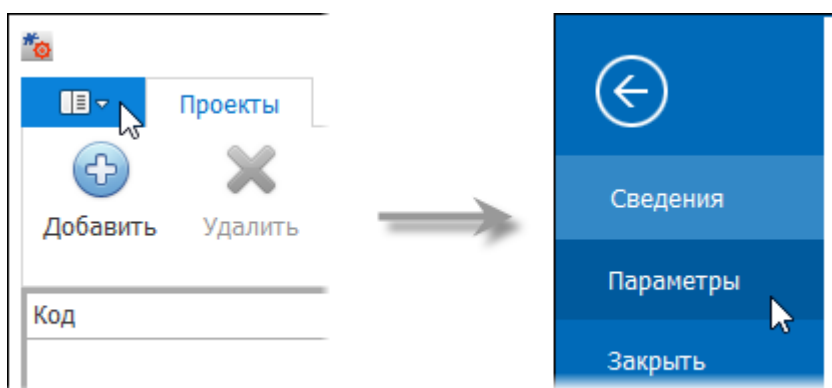 Проекты
Добавить
Удалить
Код
Сведения
Параметры
Закрыть